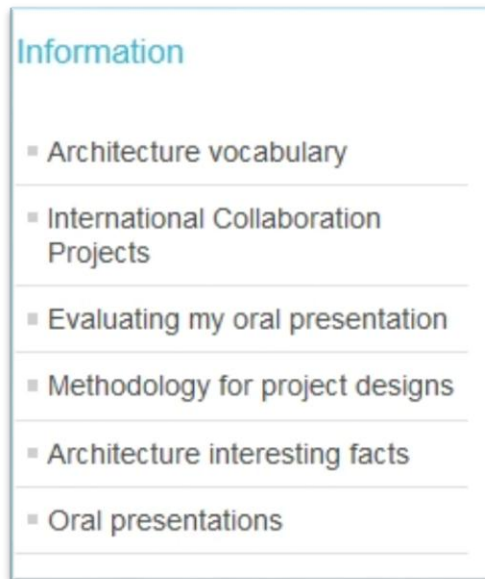 Information
Architecture vocabulary
International Collaboration
Projects
Evaluating my oral presentation
Methodology for project designs
Architecture interesting facts
Oral presentations